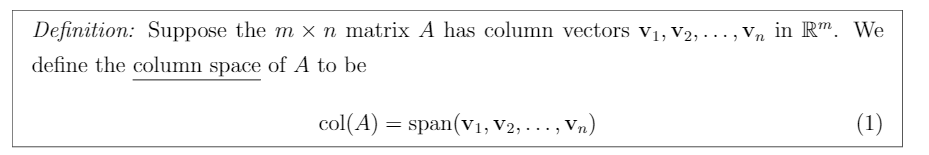 Definition: Suppose the m × n matrix A has column vectors v₁, v₂, . . . , vₙ in ℝᵐ. We
define the column space of A to be
col(A) = span(v₁, v₂, . . . , vₙ) (1)